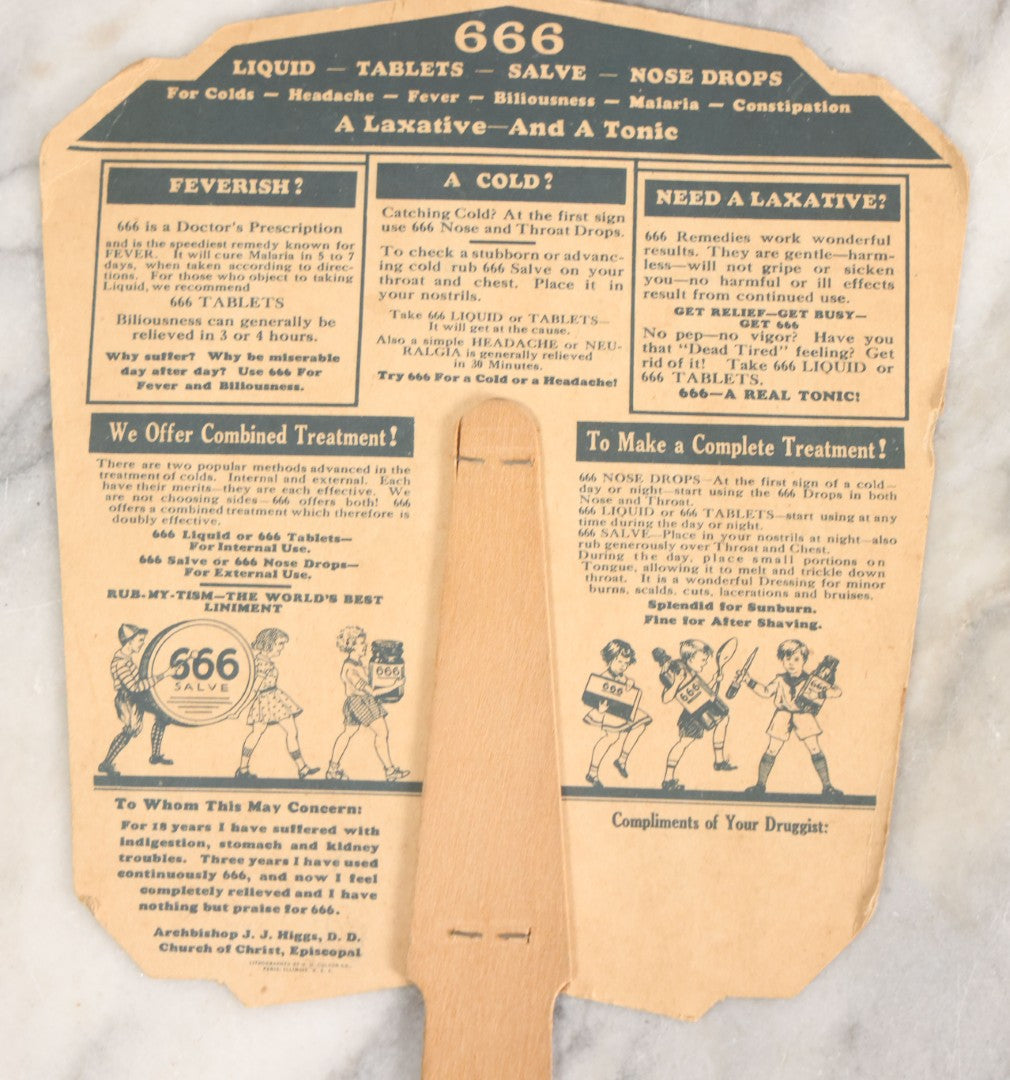 666
LIQUID — TABLETS — SALVE — NOSE DROPS
For Colds — Headache — Fever — Biliousness — Malaria — Constipation
A Laxative—And A Tonic
FEVERISH?
666 is a Doctor's Prescription
and is the speediest remedy known for
FEVER. It will cure Malaria in 5 to 7
days, when taken according to direc-
tions. For those who object to taking
Liquid, we recommend
666 TABLETS
Biliousness can generally be
relieved in 3 or 4 hours.
Why suffer? Why be miserable
day after day? Use 666 For
Fever and Biliousness.
A COLD?
Catching Cold? At the first sign
use 666 Nose and Throat Drops.
To check a stubborn or advanc-
ing cold rub 666 Salve on your
throat and chest. Place it in
your nostrils.
Take 666 LIQUID or TABLETS—
It will get at the cause.
Also a simple HEADACHE or NEU-
RALGIA is generally relieved
in 30 Minutes.
Try 666 For a Cold or a Headache!
NEED A LAXATIVE?
666 Remedies work wonderful
results. They are gentle—harm-
less—will not gripe or sicken
you—no harmful or ill effects
result from continued use.
GET RELIEF—GET BUSY—
GET 666
No pep—no vigor? Have you
that "Dead Tired" feeling? Get
rid of it! Take 666 LIQUID or
666 TABLETS.
666—A REAL TONIC!
We Offer Combined Treatment!
There are two popular methods advanced in the
treatment of colds. Internal and external. Each
have their merits—they are each effective. We
are not choosing sides—666 offers both! 666
offers a combined treatment which therefore is
doubly effective.
666 Liquid or 666 Tablets—
For Internal Use.
666 Salve or 666 Nose Drops—
For External Use.
RUB-MY-TISM—THE WORLD'S BEST
LINIMENT
666
SALVE
666
To Whom This May Concern:
For 18 years I have suffered with
indigestion, stomach and kidney
troubles. Three years I have used
continuously 666, and now I feel
completely relieved and I have
nothing but praise for 666.
Archbishop J. J. Higgs, D. D.
Church of Christ, Episcopal
To Make a Complete Treatment!
666 NOSE DROPS—At the first sign of a cold—
day or night—start using the 666 Drops in both
Nose and Throat.
666 LIQUID or 666 TABLETS—start using at any
time during the day or night.
666 SALVE—Place in your nostrils at night—also
rub generously over Throat and Chest.
During the day, place small portions on
Tongue, allowing it to melt and trickle down
throat. It is a wonderful Dressing for minor
burns, scalds, cuts, lacerations and bruises.
Splendid for Sunburn.
Fine for After Shaving.
666
666
666
Compliments of Your Druggist: